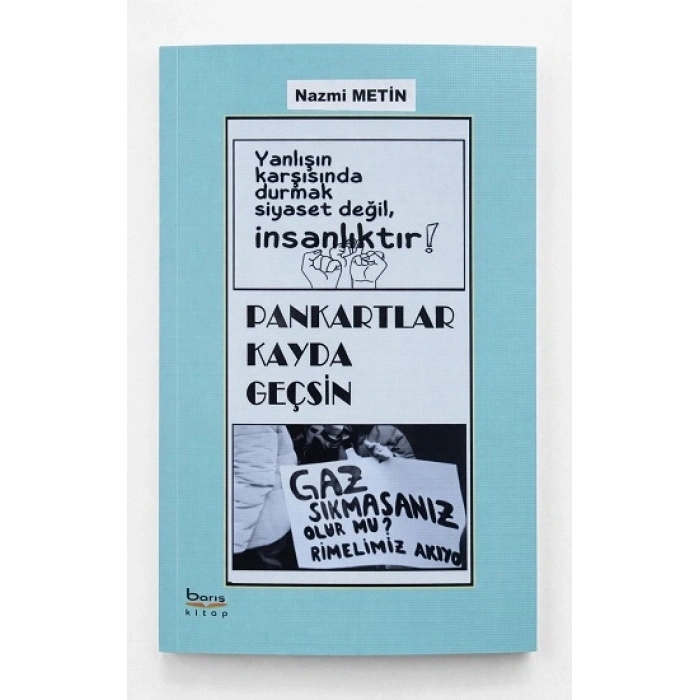 Nazmi METİN
Yanlışın
karşısında
durmak
siyaset değil,
insanlıktır!
PANKARTLAR
KAYDA
GEÇSİN
GAZ
SIKMASANIZ
OLUR MU?
RİMELİMİZ AKIYO
barış
kitap